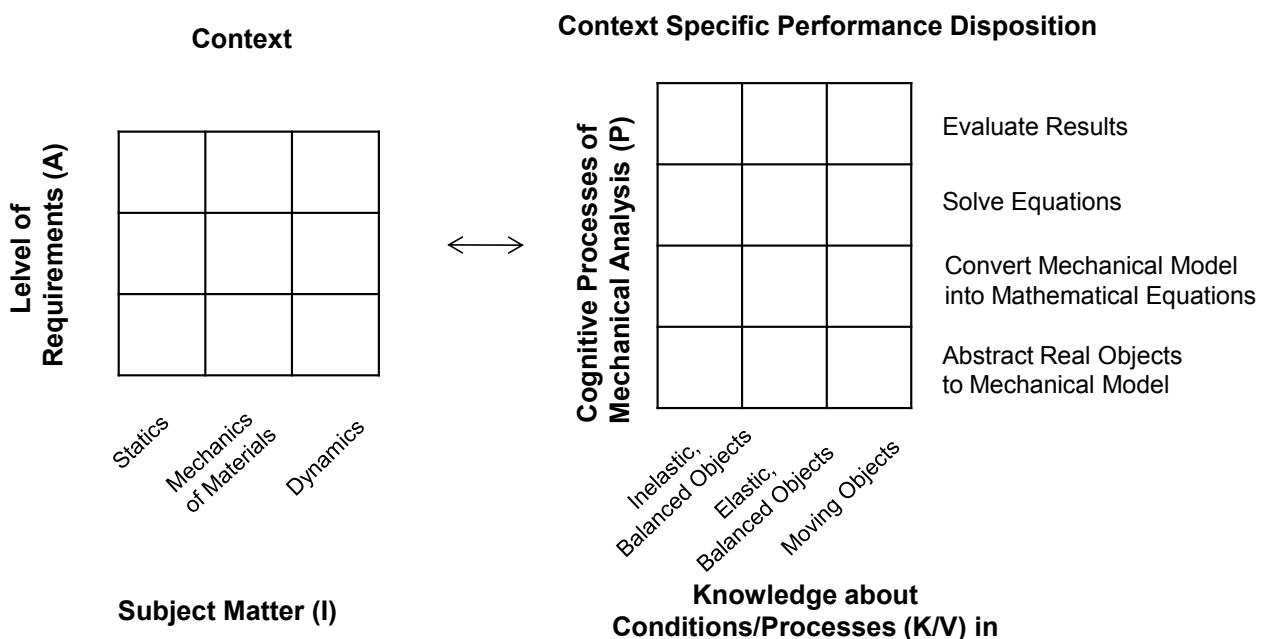 Context
Context Specific Performance Disposition
Lelvel of
Requirements (A)
Statics
Mechanics
of Materials
Dynamics
Subject Matter (I)
Cognitive Processes of
Mechanical Analysis (P)
Evaluate Results
Solve Equations
Convert Mechanical Model
into Mathematical Equations
Abstract Real Objects
to Mechanical Model
Inelastic,
Balanced Objects
Elastic,
Balanced Objects
Moving Objects
Knowledge about
Conditions/Processes (K/V) in